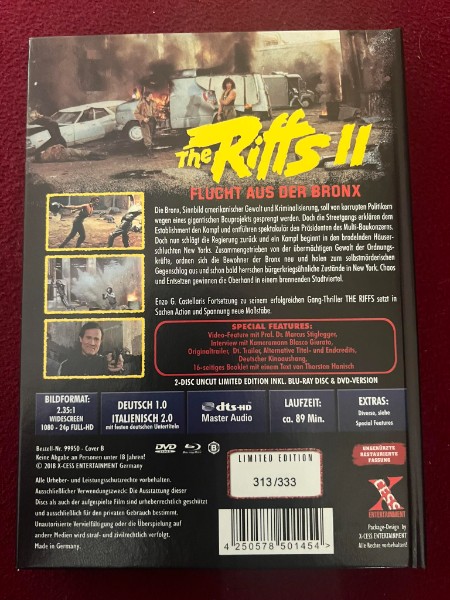 The Riffs II
FLUCHT AUS DER BRONX
Die Bronx, Sinnbild amerikanischer Gewalt und Kriminalisierung, soll von korrupten Politikern
wegen eines gigantischen Bauprojekts gesprengt werden. Doch die Streetgangs erklären dem
Establishment den Kampf und entführen spektakulär den Präsidenten des Multi-Baukonzerns.
Doch nun schlägt die Regierung zurück und ein Kampf beginnt in den brodelnden Häuser-
schluchten New Yorks. Zusammengetrieben von der übermächtigen Gewalt der Ordnungs-
kräfte, ordnen sich die Bewohner der Bronx neu und holen zum selbstmörderischen
Gegenschlag aus und schon bald herrschen bürgerkriegsähnliche Zustände in New York. Chaos
und Entsetzen gewinnen die Oberhand in einem brennenden Stadtviertel.
Enzo G. Castellaris Fortsetzung zu seinem erfolgreichen Gang-Thriller THE RIFFS setzt in
Sachen Action und Spannung neue Maßstäbe.
SPECIAL FEATURES:
Video-Feature mit Prof. Dr. Marcus Stiglegger,
Interview mit Kameramann Blasco Giurato,
Originaltrailer, Dt. Trailer, Alternative Titel- und Endcredits,
Deutscher Kinoaushang,
16-seitiges Booklet mit einem Text von Thorsten Hanisch
2-DISC UNCUT LIMITED EDITION INKL. BLU-RAY DISC & DVD-VERSION
BILDFORMAT:
2.35:1
WIDESCREEN
1080 - 24p FULL-HD
DEUTSCH 1.0
ITALIENISCH 2.0
mit festen deutschen Untertiteln
dts-HD
Master Audio
LAUFZEIT:
ca. 89 Min.
EXTRAS:
Diverse, siehe
Special Features
Bestell-Nr. 99950 - Cover B
Keine Abgabe an Personen unter 18 Jahren!
© 2018 X-CESS ENTERTAINMENT Germany
DVD
B
LIMITED EDITION
313/333
UNGEKÜRZTE
RESTAURIERTE
FASSUNG
Alle Urheber- und Leistungsschutzrechte vorbehalten.
Ausschließlicher Verwendungszweck: Die Ausstattung dieser
Disc als auch der aufgespielte Film sind urheberrechtlich geschützt
und ausschließlich für den privaten Gebrauch bestimmt.
Unautorisierte Vervielfältigung oder die Überspielung auf
andere Medien wird straf- und zivilrechtlich verfolgt.
Made in Germany.
4 250578 501454 >
X
CESS
ENTERTAINMENT
Package-Design by
X-CESS ENTERTAINMENT
Alle Rechte vorbehalten!